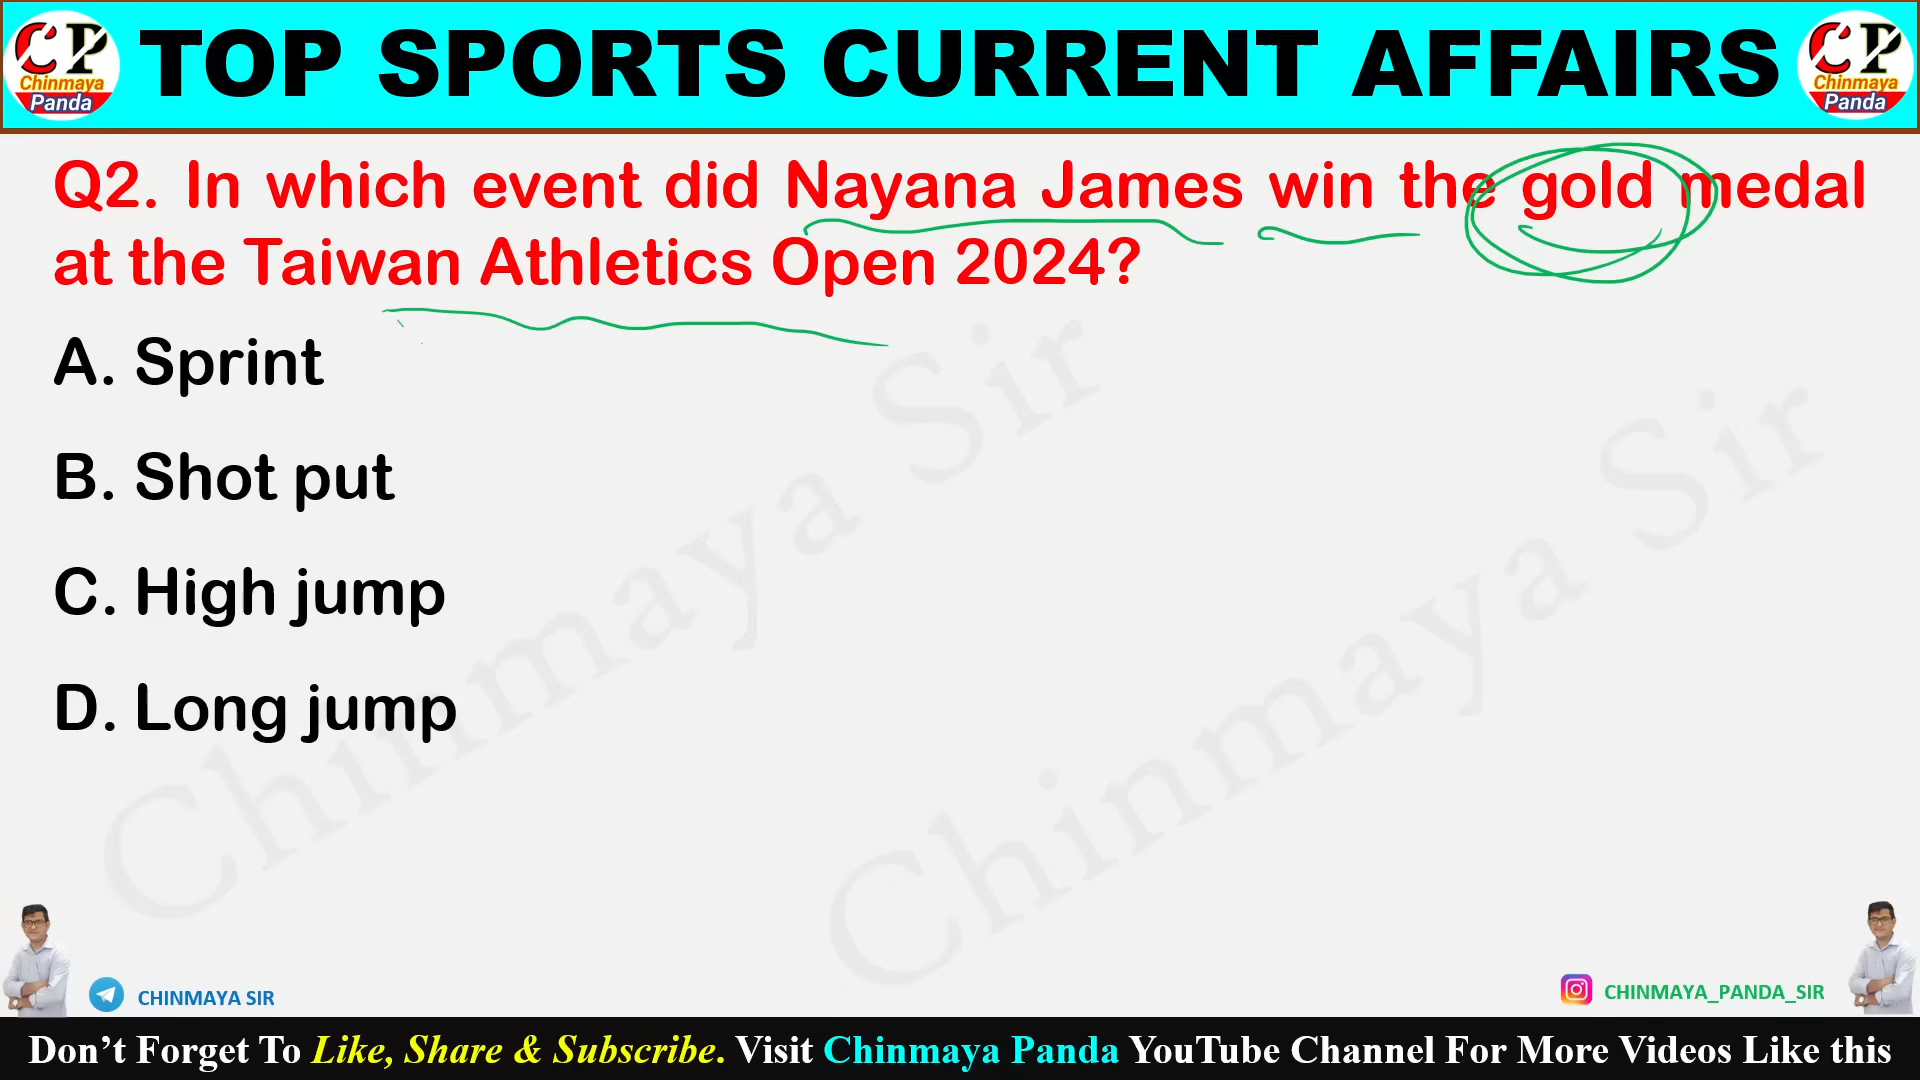 CP
Chinmaya
Panda
TOP SPORTS CURRENT AFFAIRS
CP
Chinmaya
Panda
Q2. In which event did Nayana James win the gold medal
at the Taiwan Athletics Open 2024?
A. Sprint
B. Shot put
C. High jump
D. Long jump
Chinmaya Sir
Chinmaya Sir
CHINMAYA SIR
CHINMAYA_PANDA_SIR
Don’t Forget To Like, Share & Subscribe. Visit Chinmaya Panda YouTube Channel For More Videos Like this